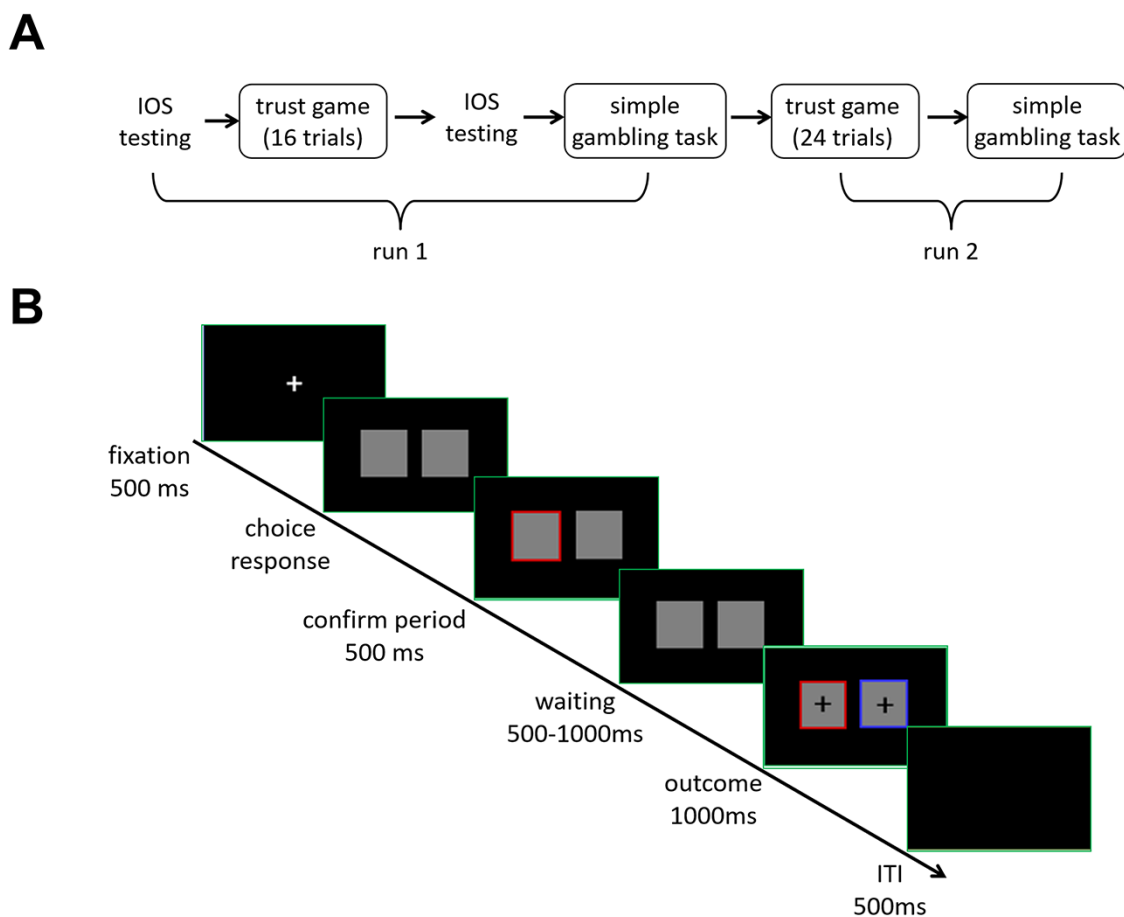 A
IOS
testing
trust game
(16 trials)
IOS
testing
simple
gambling task
trust game
(24 trials)
simple
gambling task
run 1
run 2
B
+
fixation
500 ms
choice
response
confirm period
500 ms
waiting
500-1000ms
+ +
outcome
1000ms
ITI
500ms